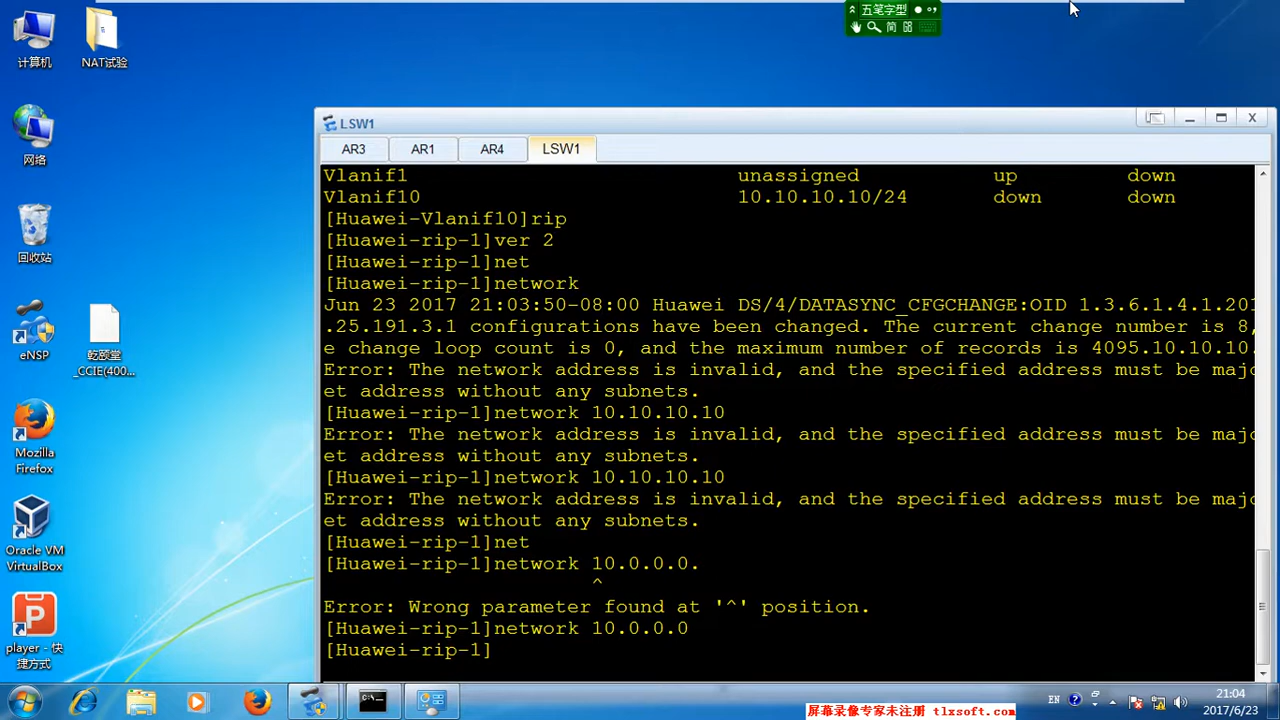 五笔字型
简
计算机
NAT试验
网络
回收站
eNSP
乾颐堂
_CCIE(400...
Mozilla
Firefox
Oracle VM
VirtualBox
player - 快
捷方式
LSW1
AR3 AR1 AR4 LSW1
Vlanif1 unassigned up down
Vlanif10 10.10.10.10/24 down down
[Huawei-Vlanif10]rip
[Huawei-rip-1]ver 2
[Huawei-rip-1]net
[Huawei-rip-1]network
Jun 23 2017 21:03:50-08:00 Huawei DS/4/DATASYNC_CFGCHANGE:OID 1.3.6.1.4.1.201
.25.191.3.1 configurations have been changed. The current change number is 8,
e change loop count is 0, and the maximum number of records is 4095.10.10.10.
Error: The network address is invalid, and the specified address must be majo
et address without any subnets.
[Huawei-rip-1]network 10.10.10.10
Error: The network address is invalid, and the specified address must be majo
et address without any subnets.
[Huawei-rip-1]network 10.10.10.10
Error: The network address is invalid, and the specified address must be majo
et address without any subnets.
[Huawei-rip-1]net
[Huawei-rip-1]network 10.0.0.0.
^
Error: Wrong parameter found at '^' position.
[Huawei-rip-1]network 10.0.0.0
[Huawei-rip-1]
EN
21:04
2017/6/23
屏幕录像专家未注册 tlxsoft.com